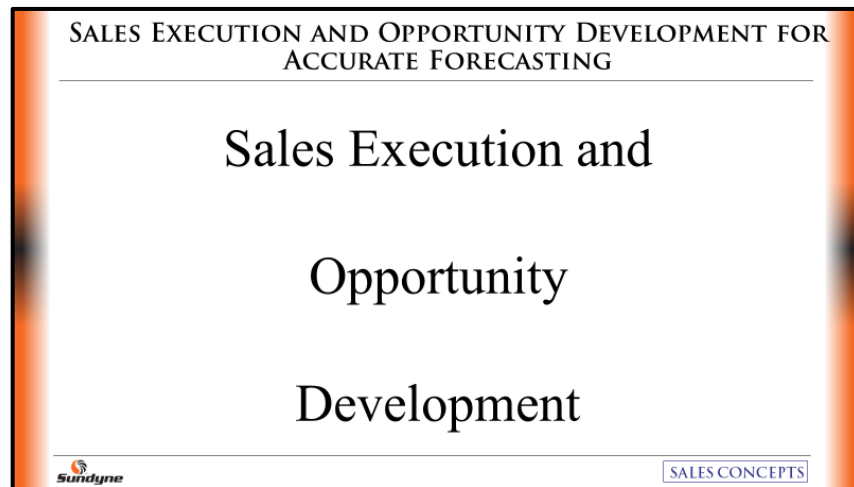 SALES EXECUTION AND OPPORTUNITY DEVELOPMENT FOR
ACCURATE FORECASTING
Sales Execution and
Opportunity
Development
Sundyne
SALES CONCEPTS